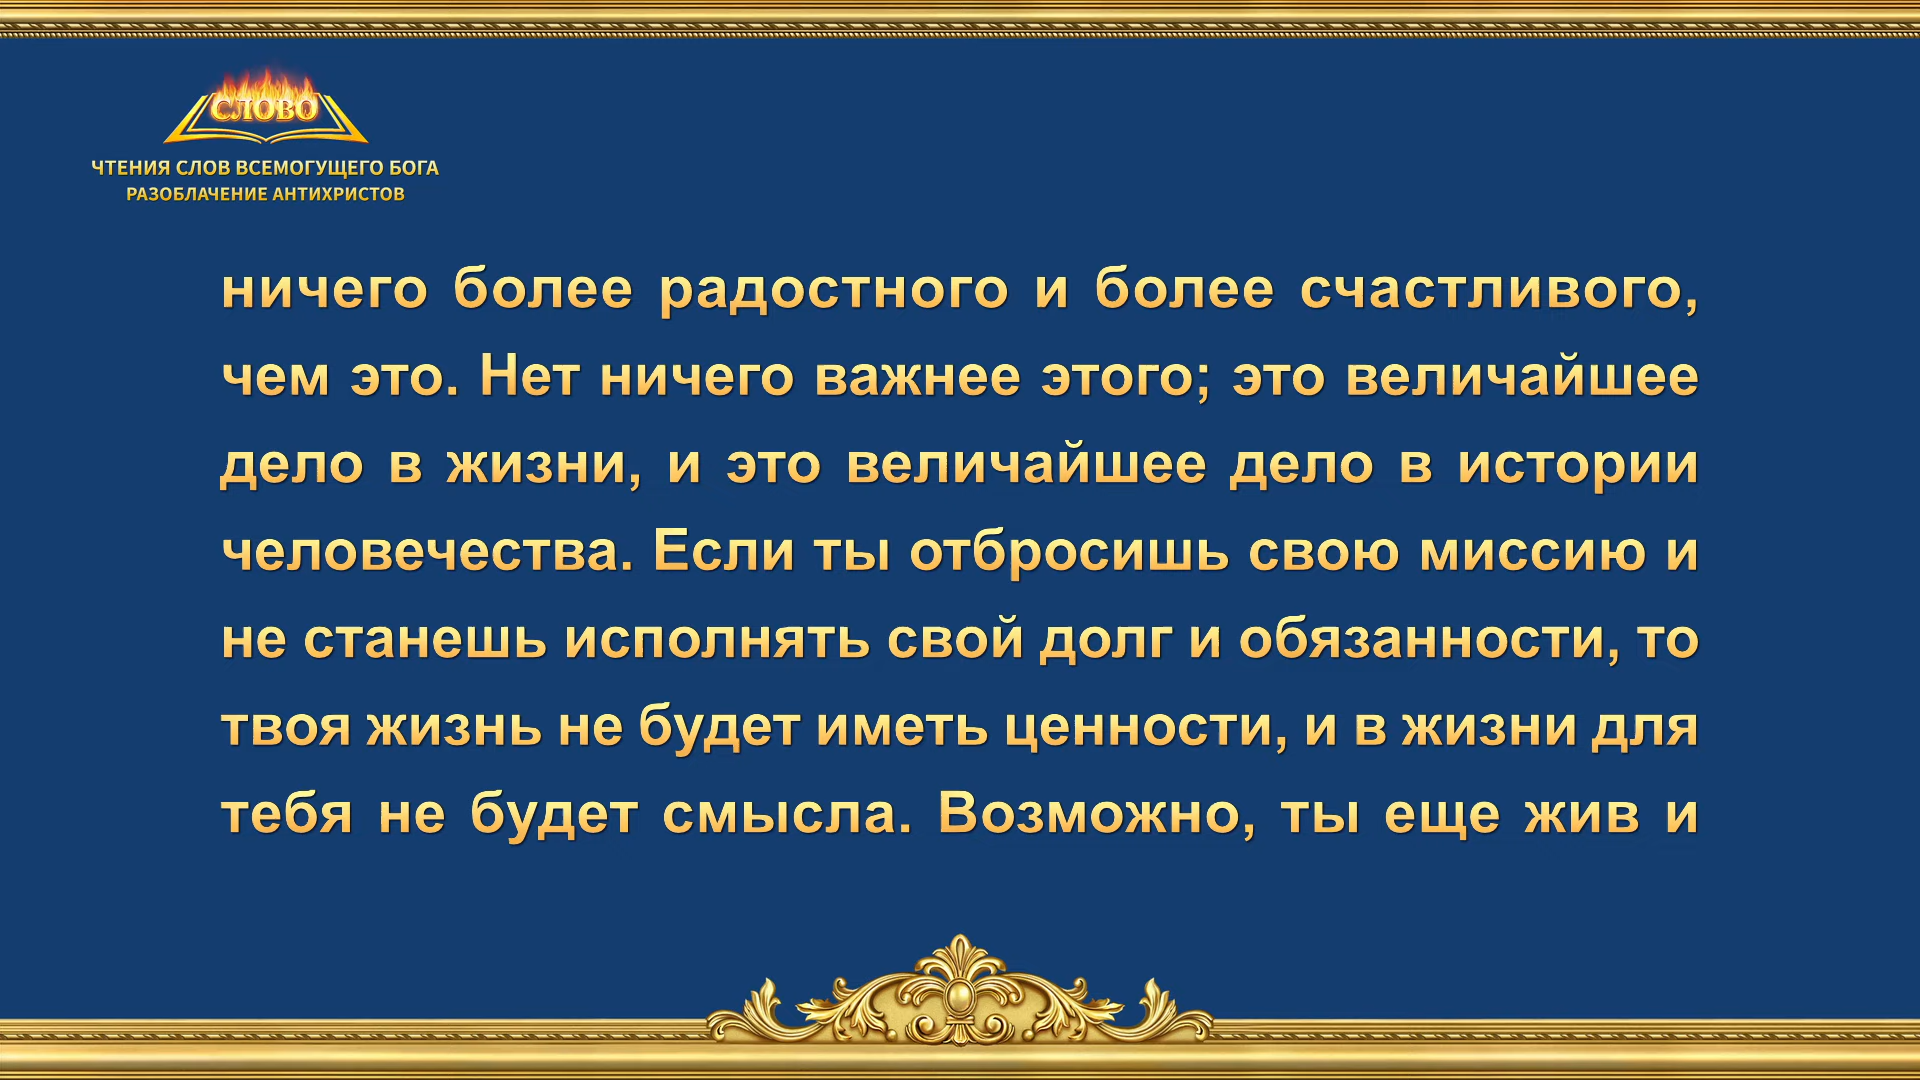 СЛОВО
ЧТЕНИЯ СЛОВ ВСЕМОГУЩЕГО БОГА
РАЗОБЛАЧЕНИЕ АНТИХРИСТОВ
ничего более радостного и более счастливого,
чем это. Нет ничего важнее этого; это величайшее
дело в жизни, и это величайшее дело в истории
человечества. Если ты отбросишь свою миссию и
не станешь исполнять свой долг и обязанности, то
твоя жизнь не будет иметь ценности, и в жизни для
тебя не будет смысла. Возможно, ты еще жив и